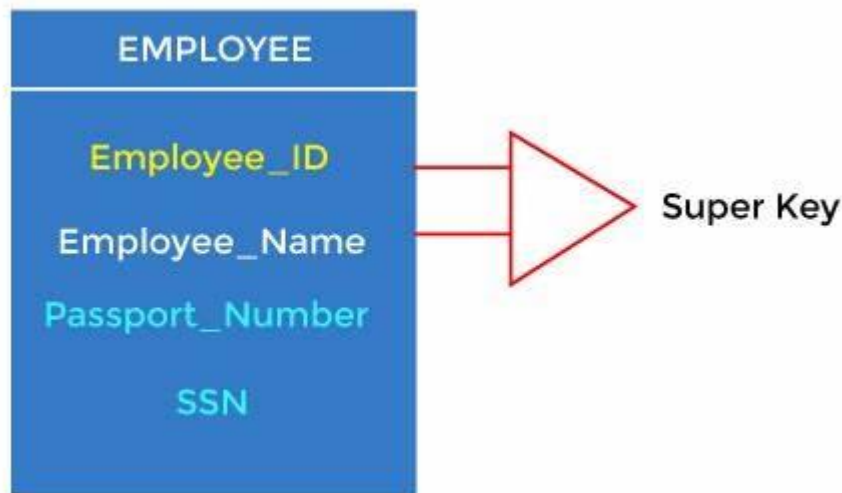 EMPLOYEE
Employee_ID
Employee_Name
Super Key
Passport_Number
SSN